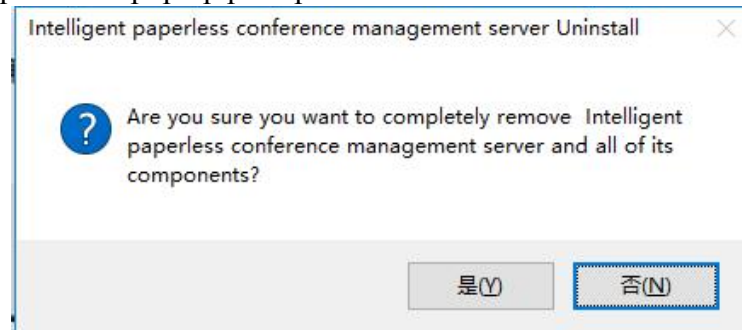 Intelligent paperless conference management server Uninstall
Are you sure you want to completely remove  Intelligent
paperless conference management server and all of its
components?
是(Y)
否(N)